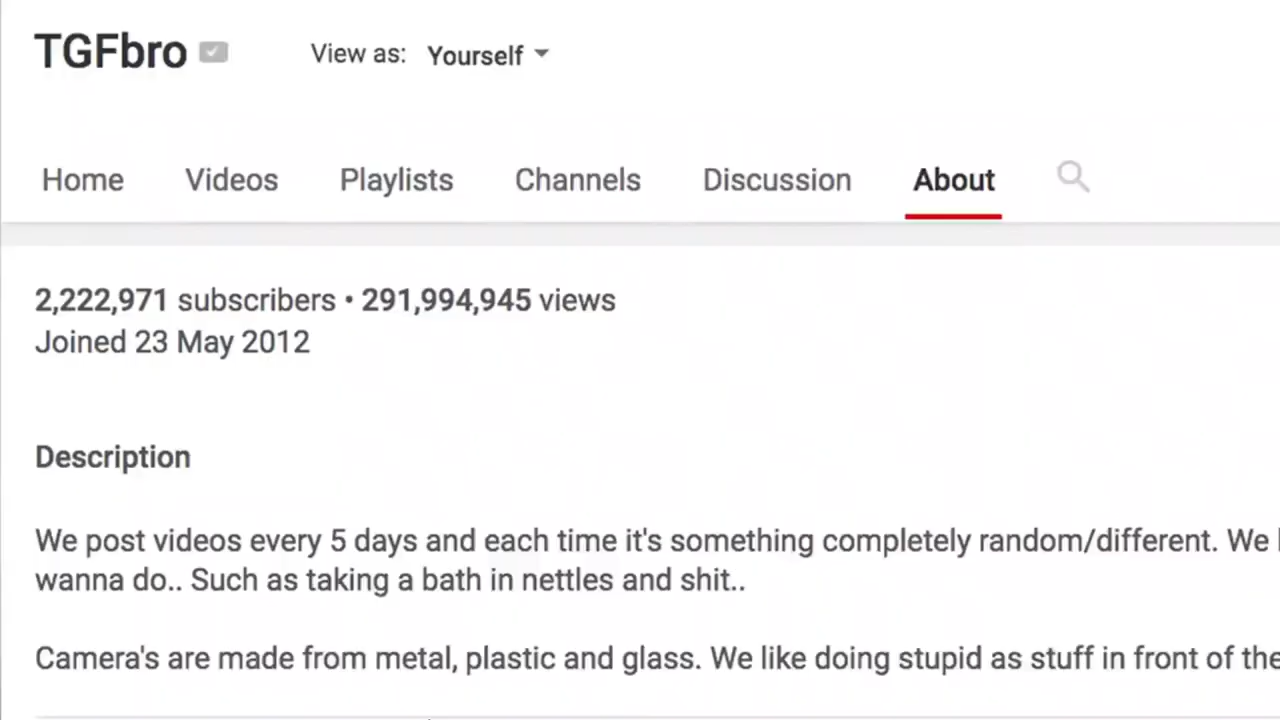 TGFbro View as: Yourself
Home Videos Playlists Channels Discussion About
2,222,971 subscribers • 291,994,945 views
Joined 23 May 2012
Description
We post videos every 5 days and each time it's something completely random/different. We
wanna do.. Such as taking a bath in nettles and shit..
Camera's are made from metal, plastic and glass. We like doing stupid as stuff in front of the